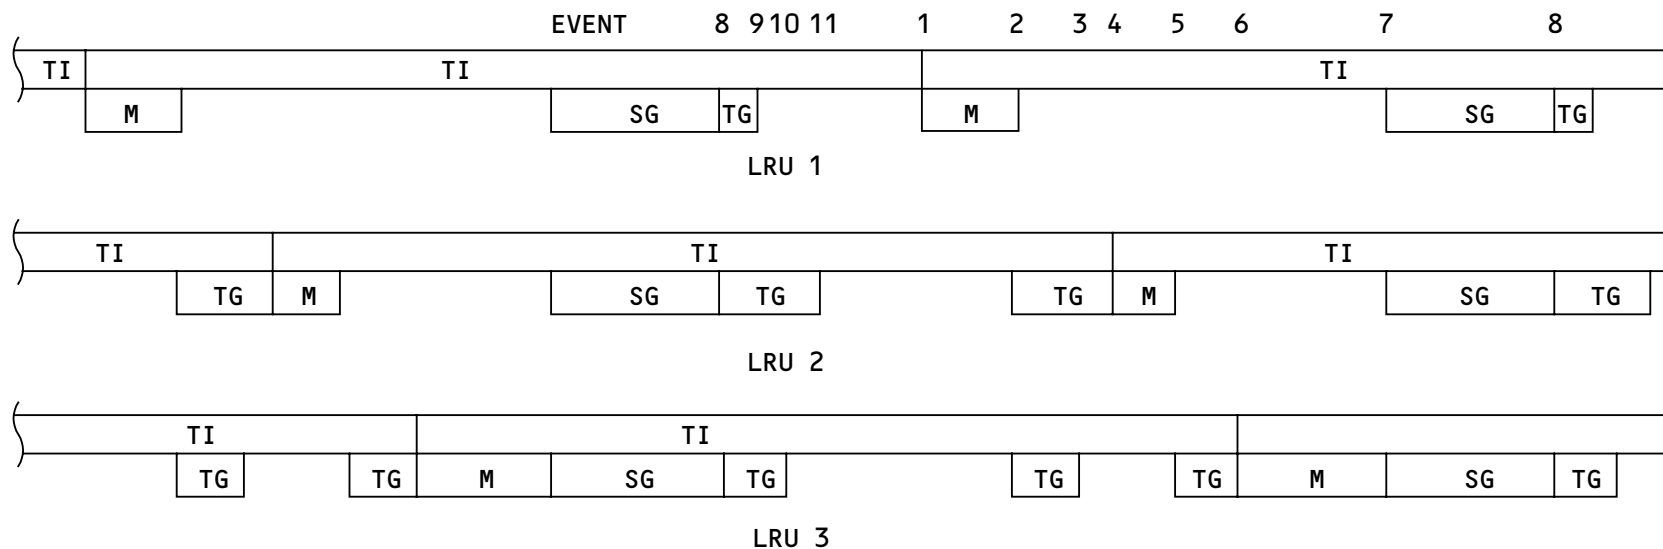 EVENT 8 9 10 11 1 2 3 4 5 6 7 8
TI TI TI
M SG TG M SG TG
LRU 1
TI TI TI
TG M SG TG TG M SG TG
LRU 2
TI TI
TG TG M SG TG TG TG M SG TG
LRU 3